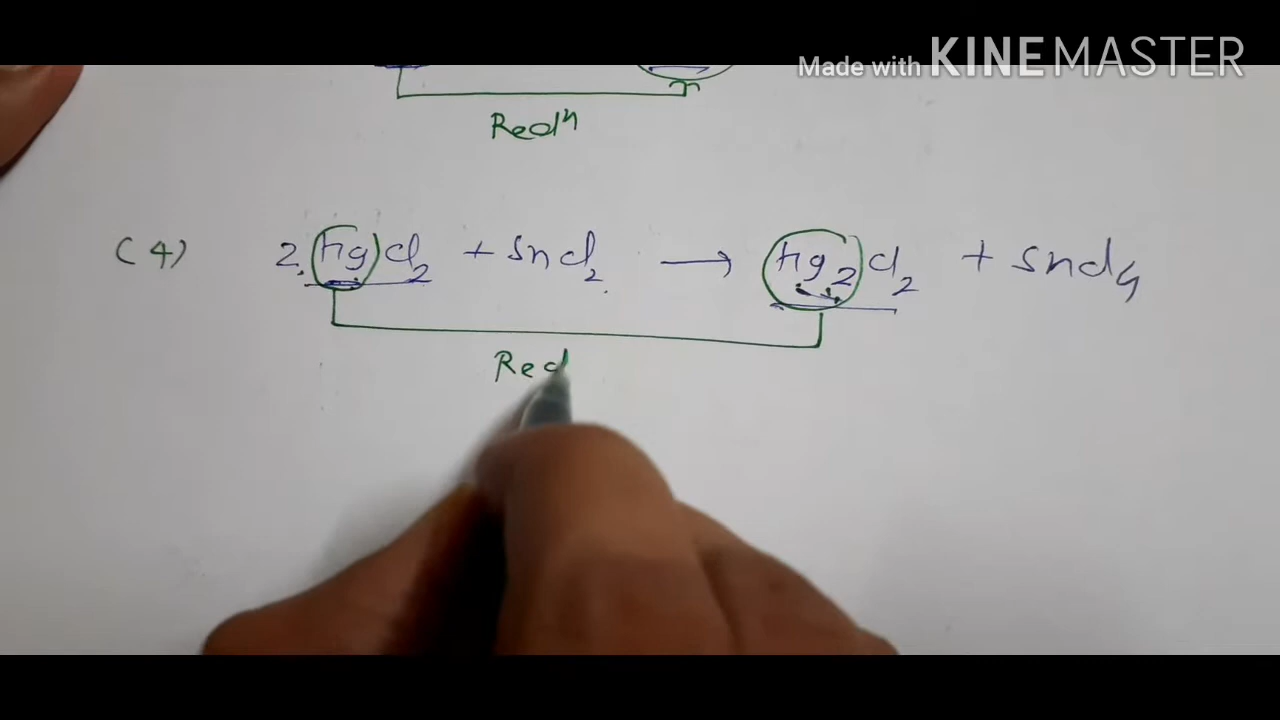 Made with KINEMASTER
Redⁿ
(4) 2HgCl₂ + SnCl₂ → Hg₂Cl₂ + SnCl₄
Red